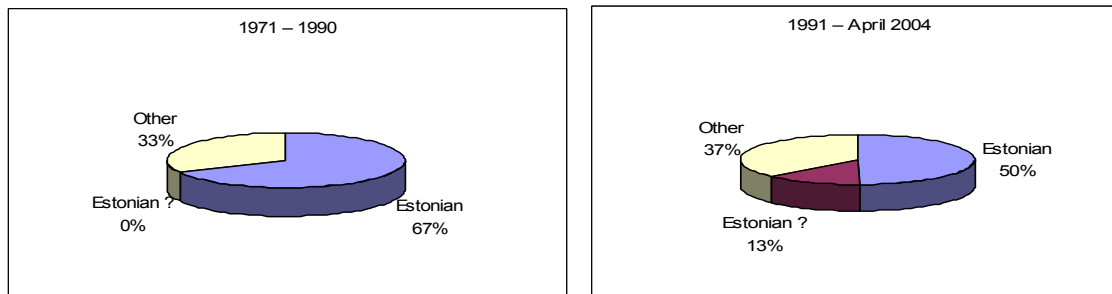 1971 – 1990
Other
33%
Estonian ?
0%
Estonian
67%
1991 – April 2004
Other
37%
Estonian
50%
Estonian ?
13%